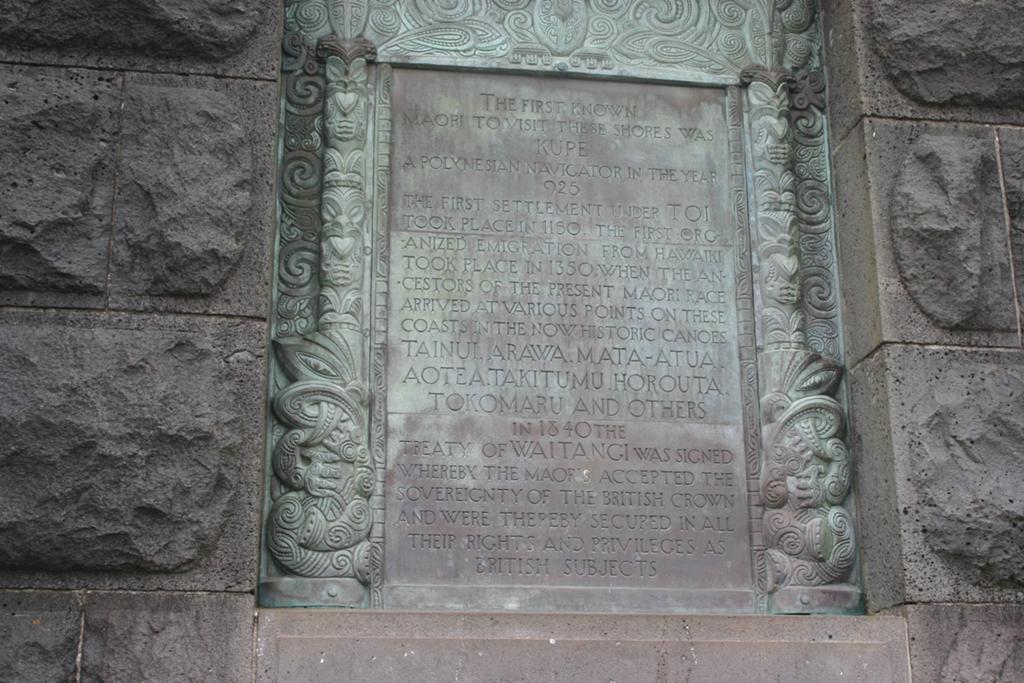 THE FIRST KNOWN
MAORI TO VISIT THESE SHORES WAS
KUPE
A POLYNESIAN NAVIGATOR IN THE YEAR
925
THE FIRST SETTLEMENT UNDER TOI
TOOK PLACE IN 1150. THE FIRST ORG-
-ANIZED EMIGRATION FROM HAWAIKI
TOOK PLACE IN 1350. WHEN THE AN-
-CESTORS OF THE PRESENT MAORI RACE
ARRIVED AT VARIOUS POINTS ON THESE
COASTS IN THE NOW HISTORIC CANOES
TAINUI. ARAWA. MATA-ATUA.
AOTEA. TAKITUMU. HOROUTA.
TOKOMARU AND OTHERS
IN 1840 THE
TREATY OF WAITANGI WAS SIGNED
WHEREBY THE MAORIS ACCEPTED THE
SOVEREIGNTY OF THE BRITISH CROWN
AND WERE THEREBY SECURED IN ALL
THEIR RIGHTS AND PRIVILEGES AS
BRITISH SUBJECTS